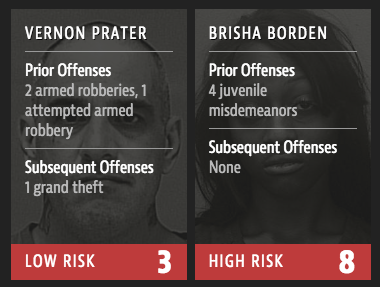 VERNON PRATER
Prior Offenses
2 armed robberies, 1
attempted armed
robbery
Subsequent Offenses
1 grand theft
LOW RISK 3
BRISHA BORDEN
Prior Offenses
4 juvenile
misdemeanors
Subsequent Offenses
None
HIGH RISK 8